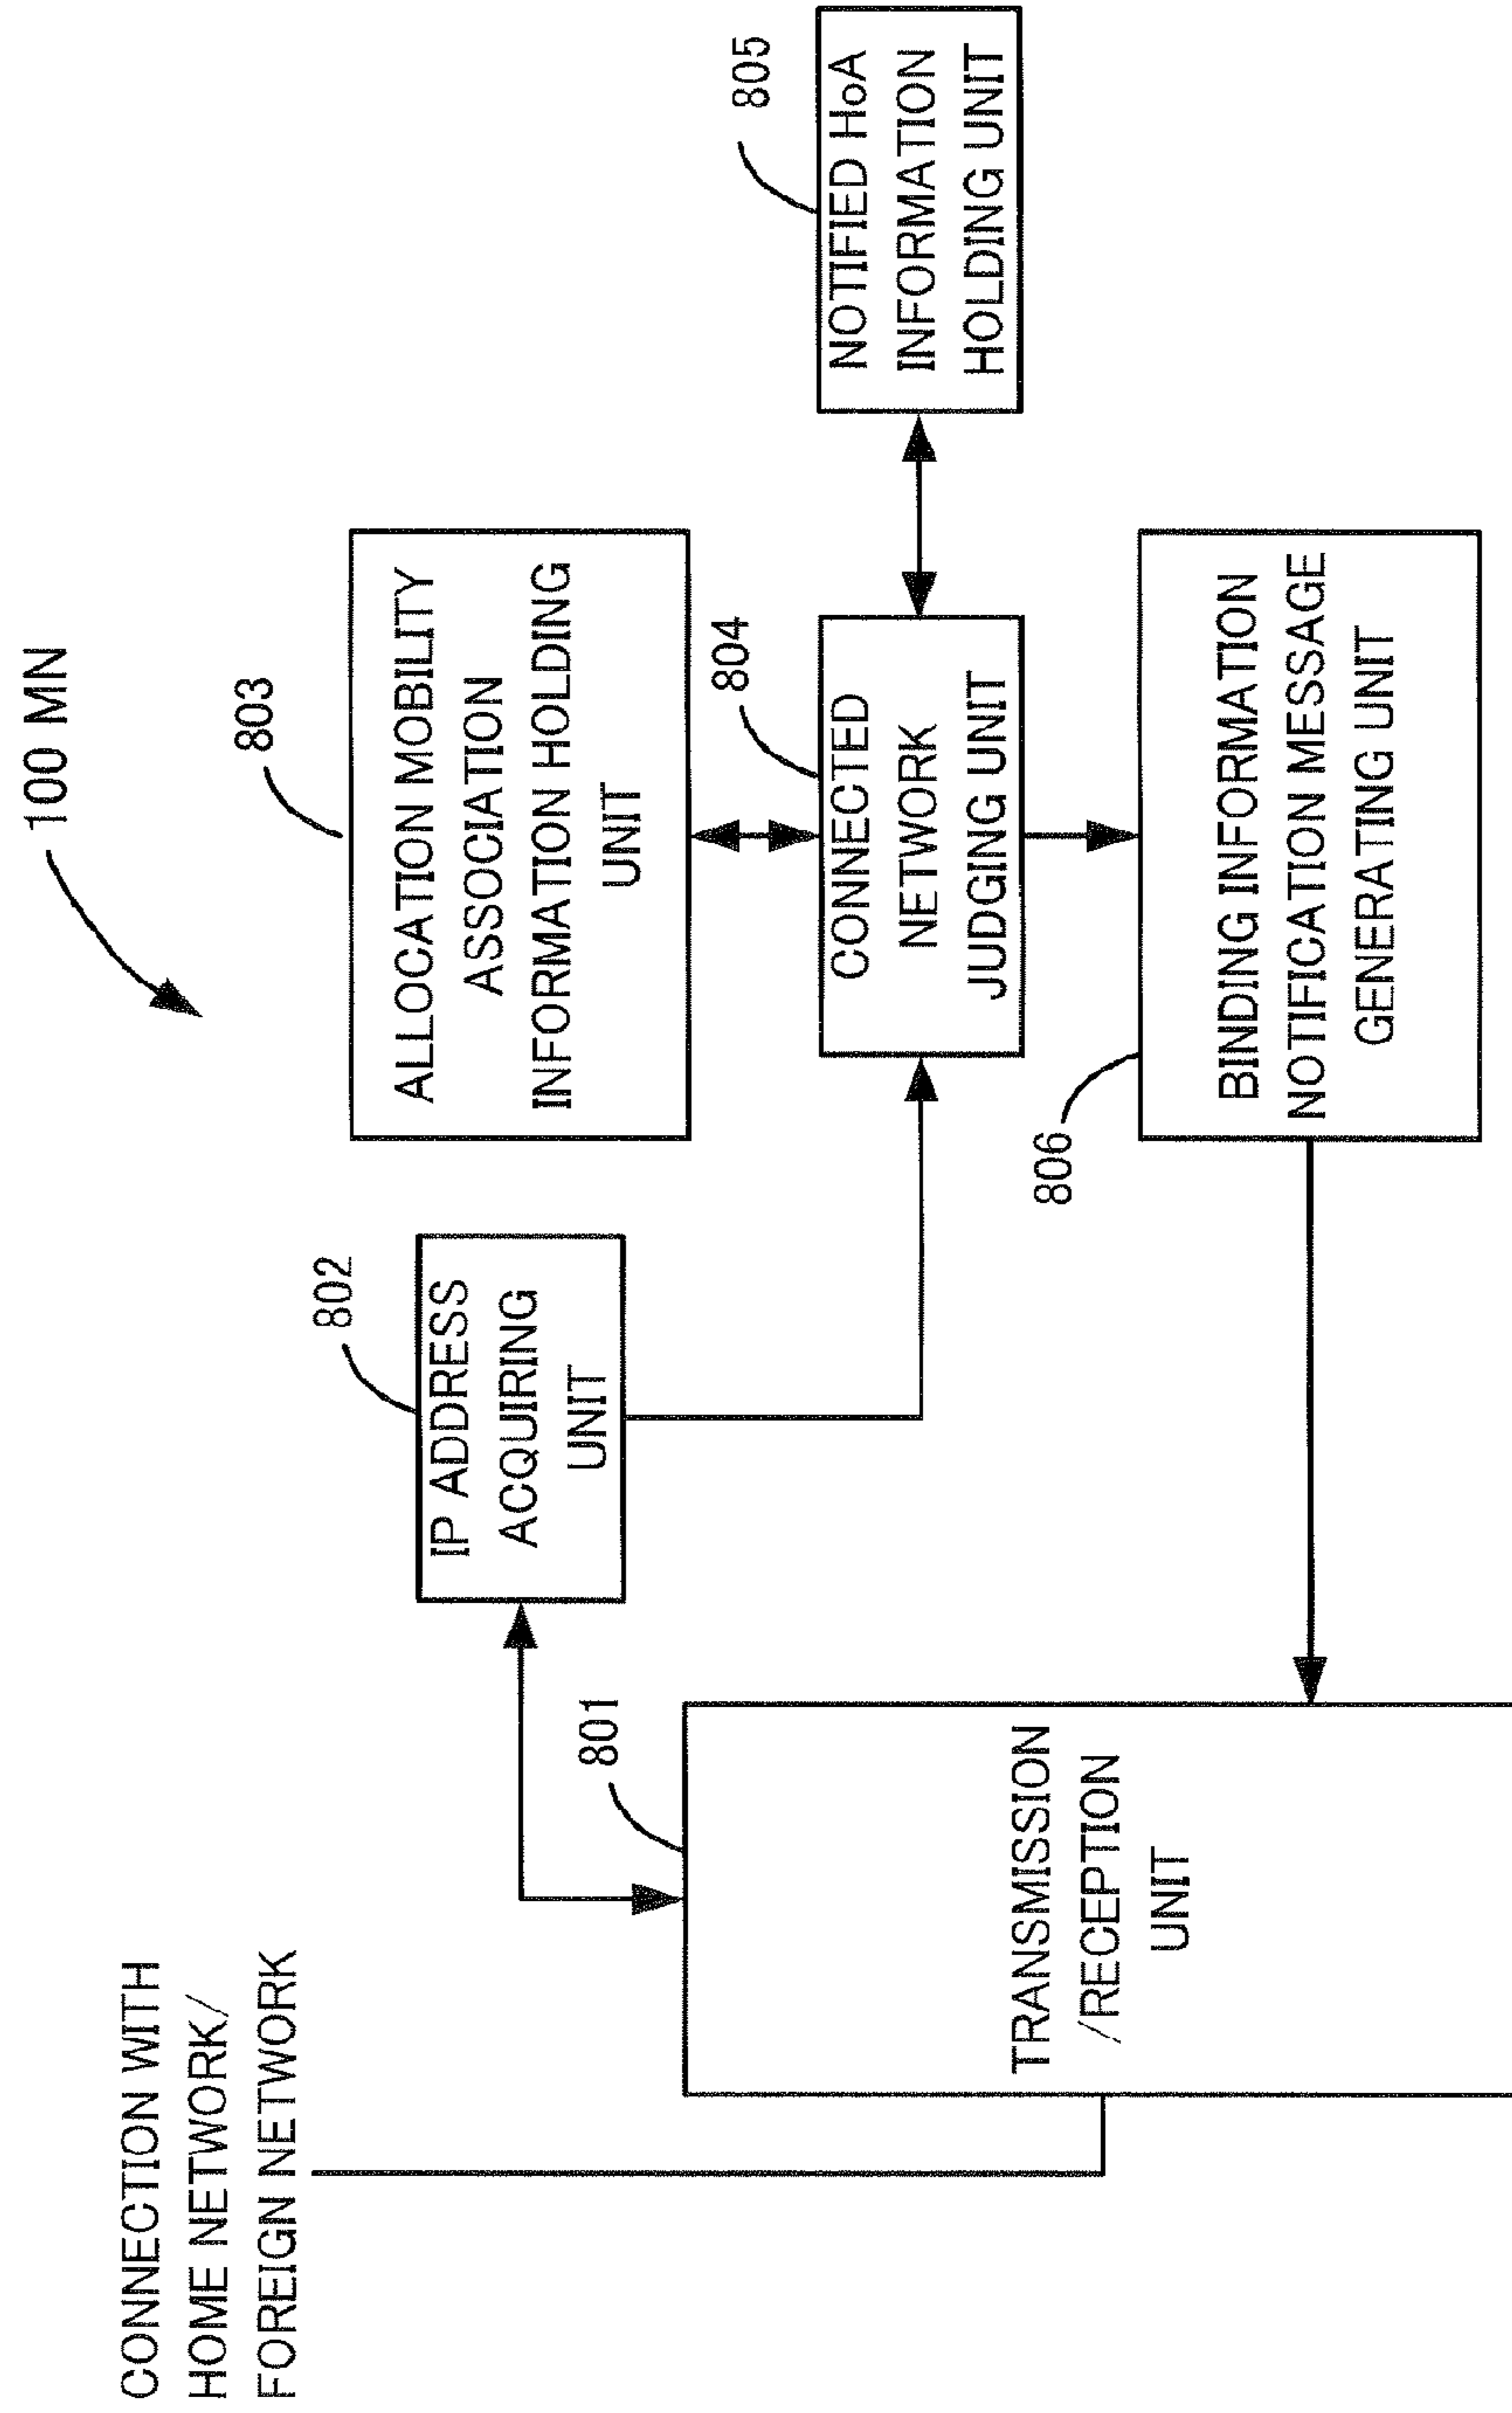 100 MN
CONNECTION WITH
HOME NETWORK/
FOREIGN NETWORK
801
TRANSMISSION
/RECEPTION
UNIT
802
IP ADDRESS
ACQUIRING
UNIT
803
ALLOCATION MOBILITY
ASSOCIATION
INFORMATION HOLDING
UNIT
804
CONNECTED
NETWORK
JUDGING UNIT
805
NOTIFIED HoA
INFORMATION
HOLDING UNIT
806
BINDING INFORMATION
NOTIFICATION MESSAGE
GENERATING UNIT